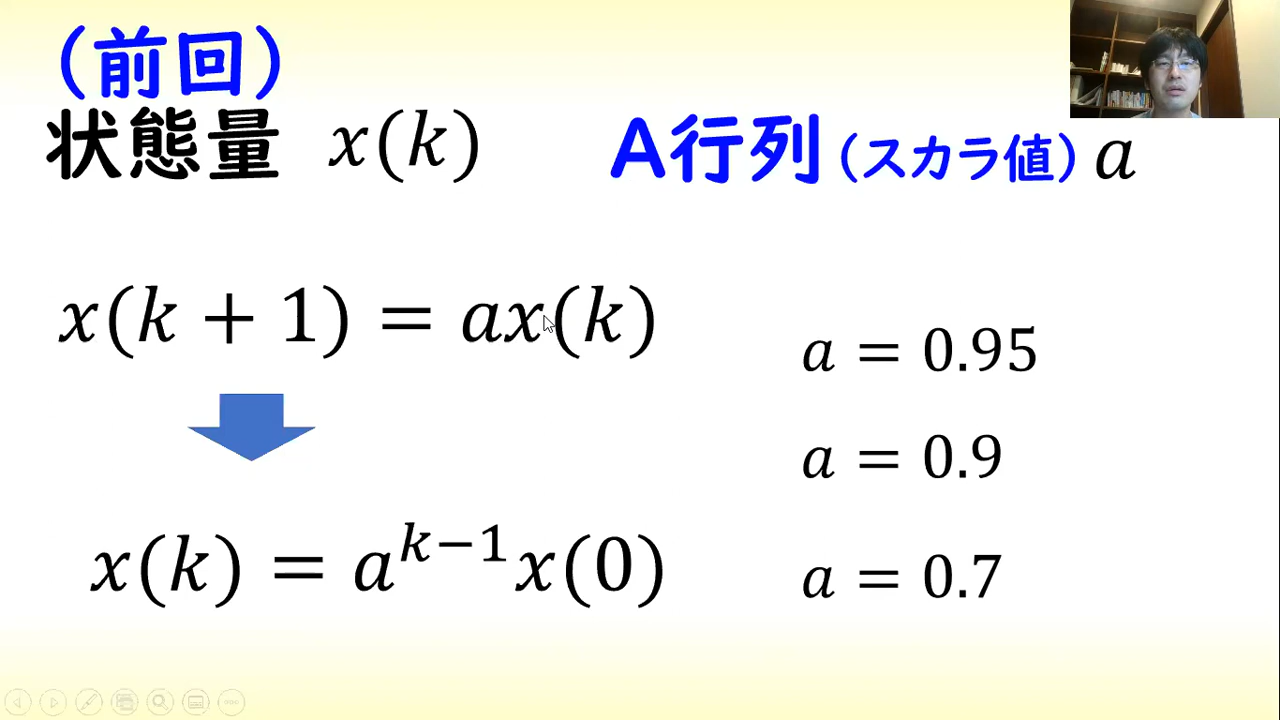 (前回)
状態量 x(k)
A行列(スカラ値) a
x(k + 1) = ax(k)
x(k) = a^{k−1}x(0)
a = 0.95
a = 0.9
a = 0.7